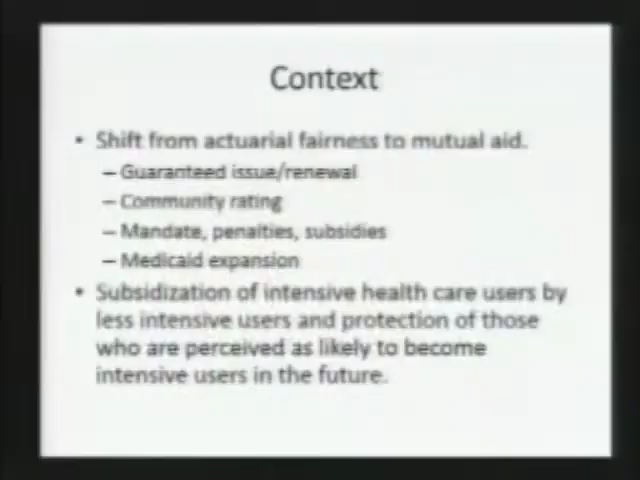 Context
• Shift from actuarial fairness to mutual aid.
– Guaranteed issue/renewal
– Community rating
– Mandate, penalties, subsidies
– Medicaid expansion
• Subsidization of intensive health care users by
less intensive users and protection of those
who are perceived as likely to become
intensive users in the future.